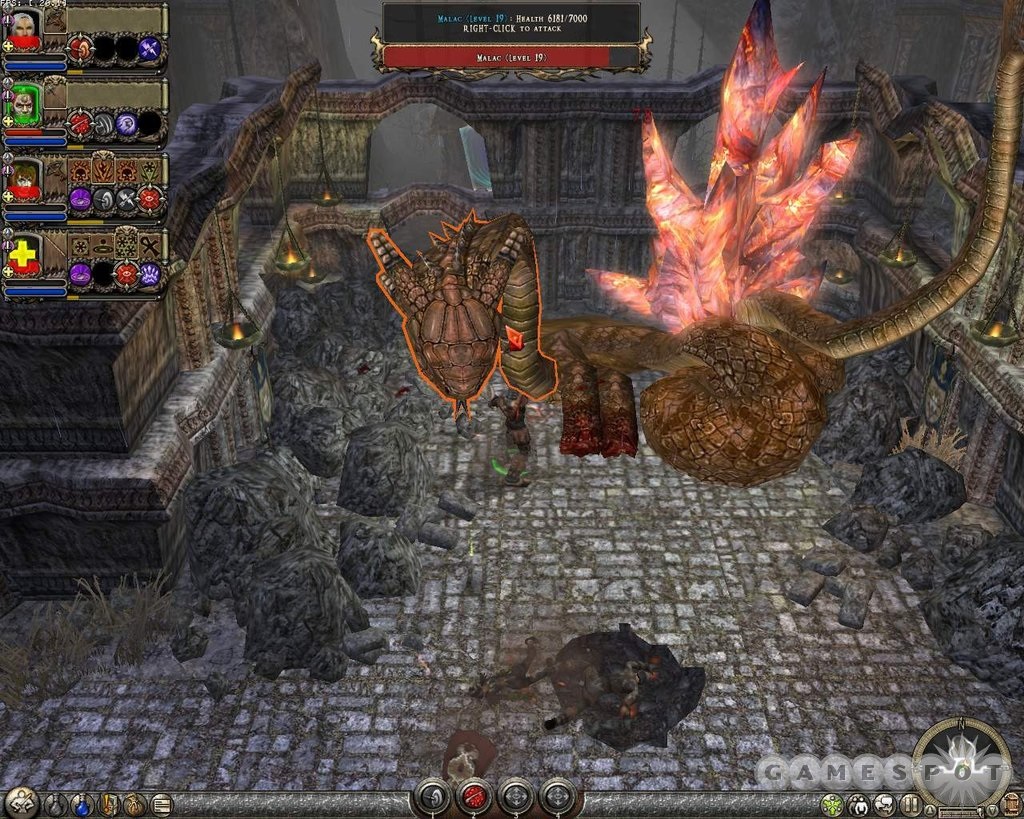 Malac (Level 19) : Health 6181/7000
RIGHT-CLICK TO ATTACK
Malac (Level 19)
GAMESPOT